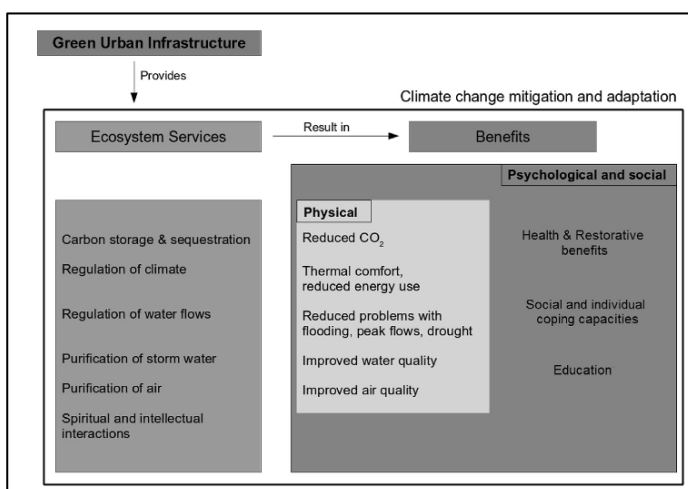 Green Urban Infrastructure
Provides
Climate change mitigation and adaptation
Ecosystem Services
Result in
Benefits
Psychological and social
Physical
Carbon storage & sequestration
Regulation of climate
Regulation of water flows
Purification of storm water
Purification of air
Spiritual and intellectual
interactions
Reduced CO₂
Thermal comfort,
reduced energy use
Reduced problems with
flooding, peak flows, drought
Improved water quality
Improved air quality
Health & Restorative
benefits
Social and individual
coping capacities
Education